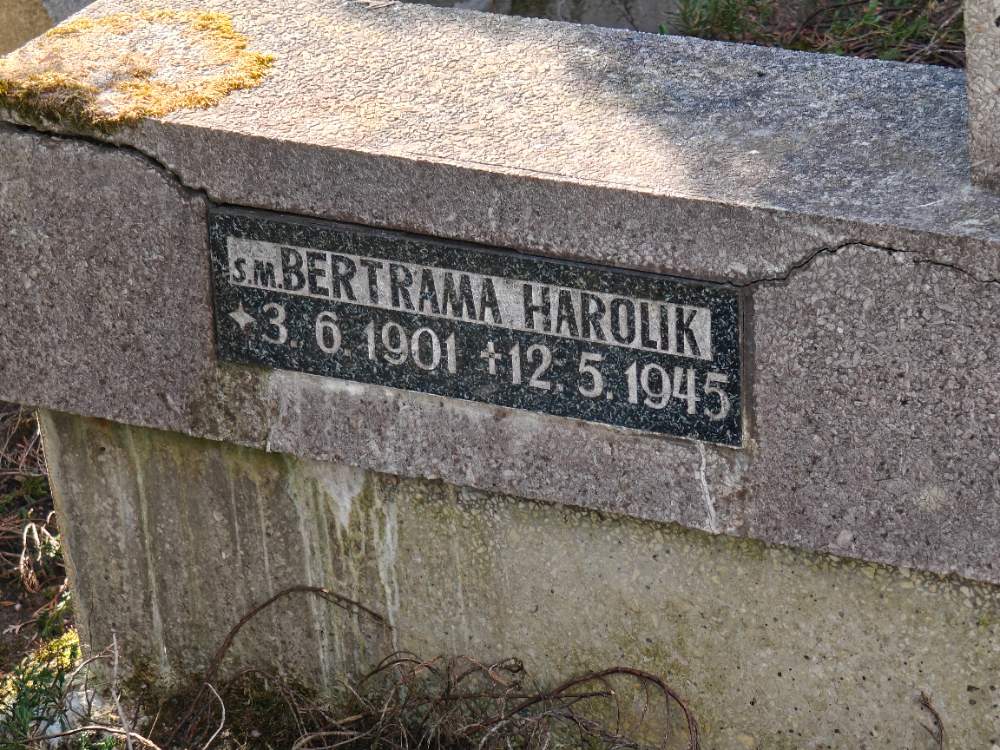 s.m. BERTRAMA HAROLIK
3. 6. 1901 †12. 5. 1945